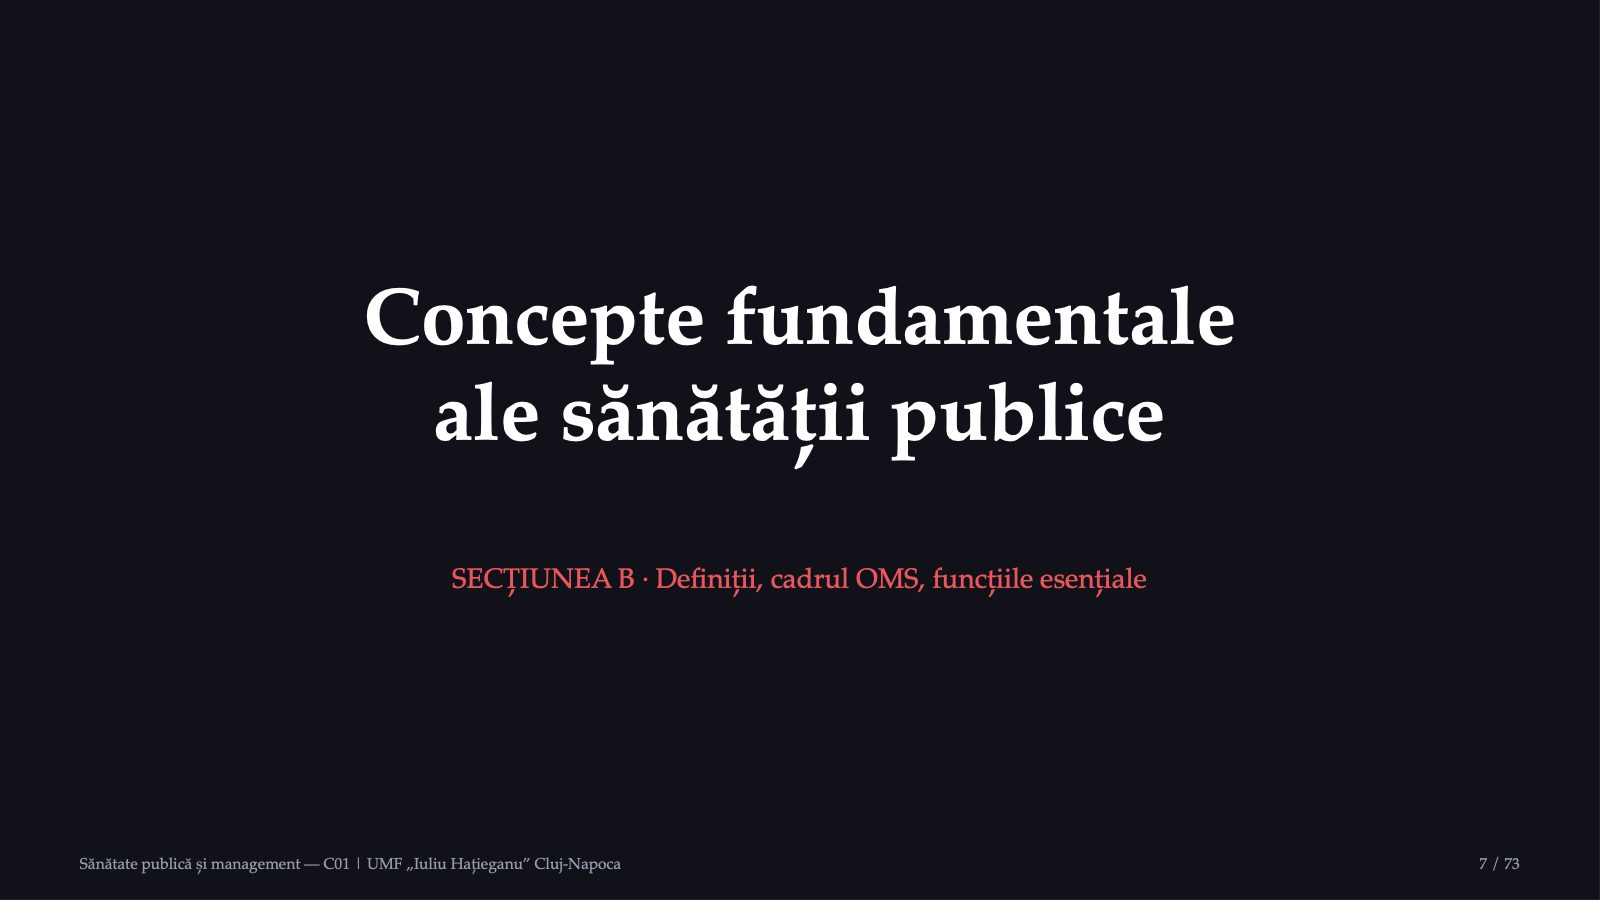 Concepte fundamentale
ale sănătății publice
SECȚIUNEA B · Definiții, cadrul OMS, funcțiile esențiale
Sănătate publică și management — C01 | UMF „Iuliu Hațieganu” Cluj-Napoca
7 / 73